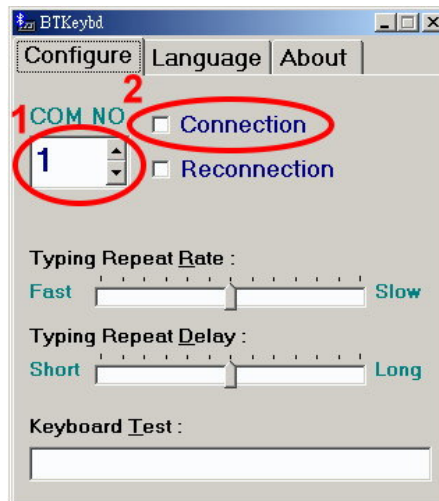 BTKeybd
Configure Language About
2
1 COM NO Connection
1
Reconnection
Typing Repeat Rate :
Fast Slow
Typing Repeat Delay :
Short Long
Keyboard Test :